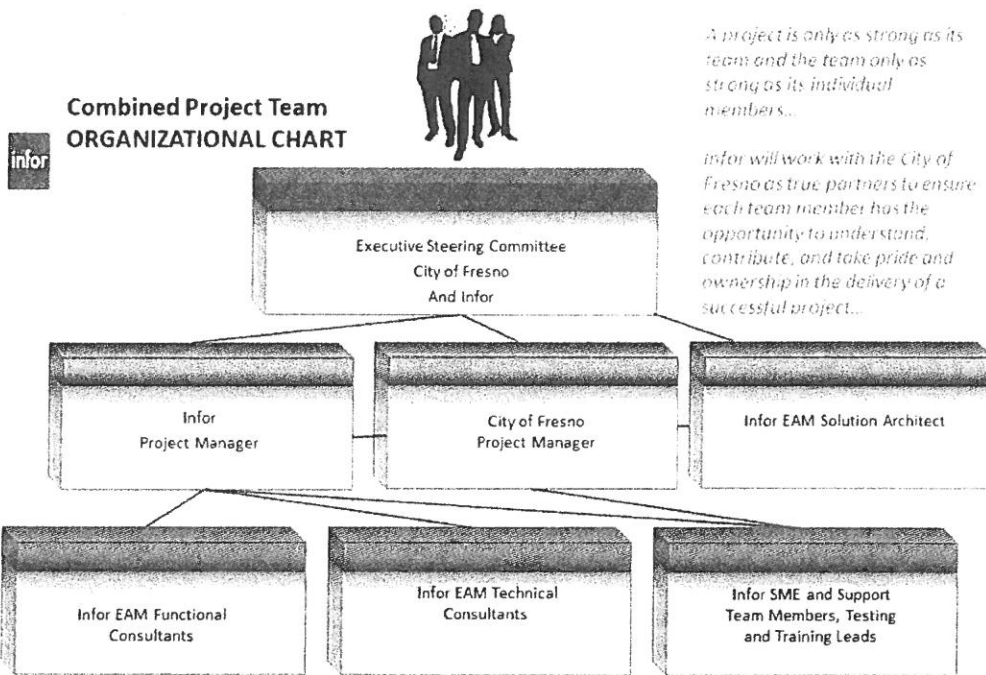 A project is only as strong as its
team and the team only as
strong as its individual
members...
Combined Project Team
ORGANIZATIONAL CHART
infor
Infor will work with the City of
Fresno as true partners to ensure
each team member has the
opportunity to understand,
contribute, and take pride and
ownership in the delivery of a
successful project...
Executive Steering Committee
City of Fresno
And Infor
Infor
Project Manager
City of Fresno
Project Manager
Infor EAM Solution Architect
Infor EAM Functional
Consultants
Infor EAM Technical
Consultants
Infor SME and Support
Team Members, Testing
and Training Leads